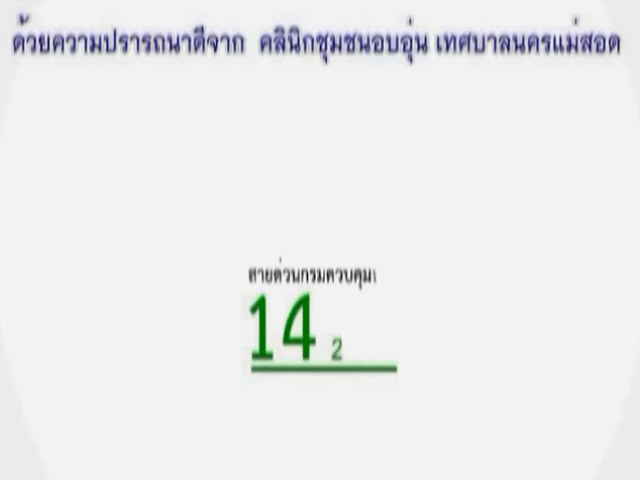 ด้วยความปรารถนาดีจาก คลินิกชุมชนอบอุ่น เทศบาลนครแม่สอด
สายด่วนกรมควบคุม
14 2